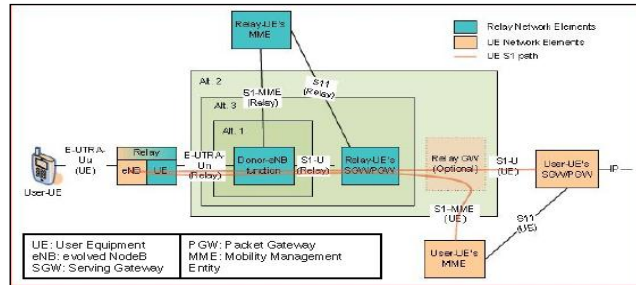 Relay-UE's
MME
Relay Network Elements
UE Network Elements
UE S1 path
Alt. 2
S1-MME
(Relay)
S11
(Relay)
Alt. 3
Alt. 1
E-UTRA-
Uu
(UE)
Relay
eNB UE
E-UTRA-
Un
(Relay)
Donor-eNB
function
S1-U
(Relay)
Relay-UE's
SGW/PGW
Relay GW
(Optional)
S1-U
(UE)
User-UE's
SGW/PGW
IP
User-UE
S1-MME
(UE)
S11
(UE)
User-UE's
MME
UE: User Equipment
eNB: evolved NodeB
SGW: Serving Gateway
PGW: Packet Gateway
MME: Mobility Management
Entity